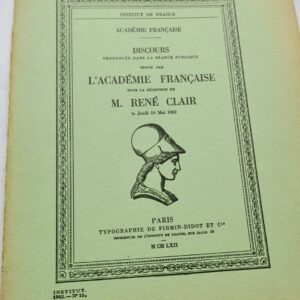 INSTITUT DE FRANCE
ACADÉMIE FRANÇAISE
DISCOURS
PRONONCÉS DANS LA SÉANCE PUBLIQUE
TENUE PAR
L'ACADÉMIE FRANÇAISE
POUR LA RÉCEPTION DE
M. RENÉ CLAIR
le Jeudi 10 Mai 1962
PARIS
TYPOGRAPHIE DE FIRMIN-DIDOT ET Cie
IMPRIMEURS DE L'INSTITUT DE FRANCE, RUE JACOB, 56
M CM LXII
INSTITUT.
1962. — N°